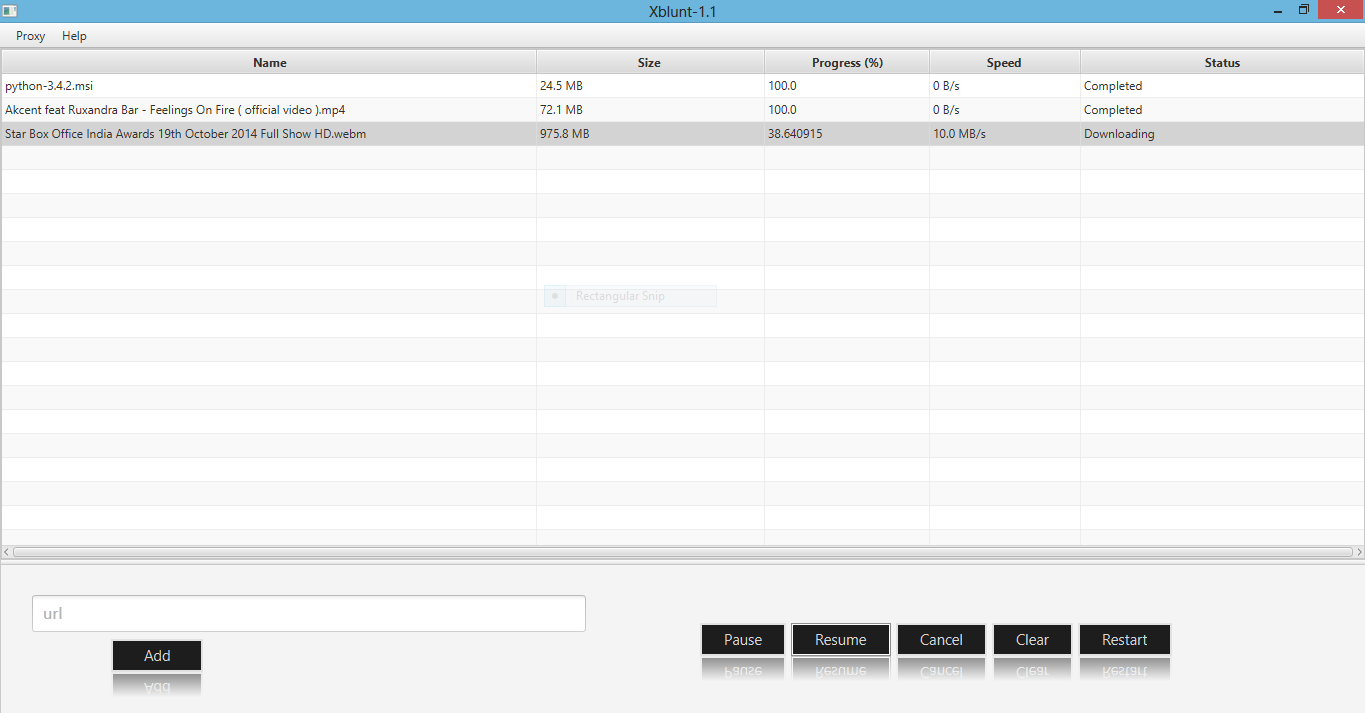 Xblunt-1.1
Proxy Help
Name Size Progress (%) Speed Status
python-3.4.2.msi 24.5 MB 100.0 0 B/s Completed
Akcent feat Ruxandra Bar - Feelings On Fire ( official video ).mp4 72.1 MB 100.0 0 B/s Completed
Star Box Office India Awards 19th October 2014 Full Show HD.webm 975.8 MB 38.640915 10.0 MB/s Downloading
Rectangular Snip
url
Add
Pause Resume Cancel Clear Restart